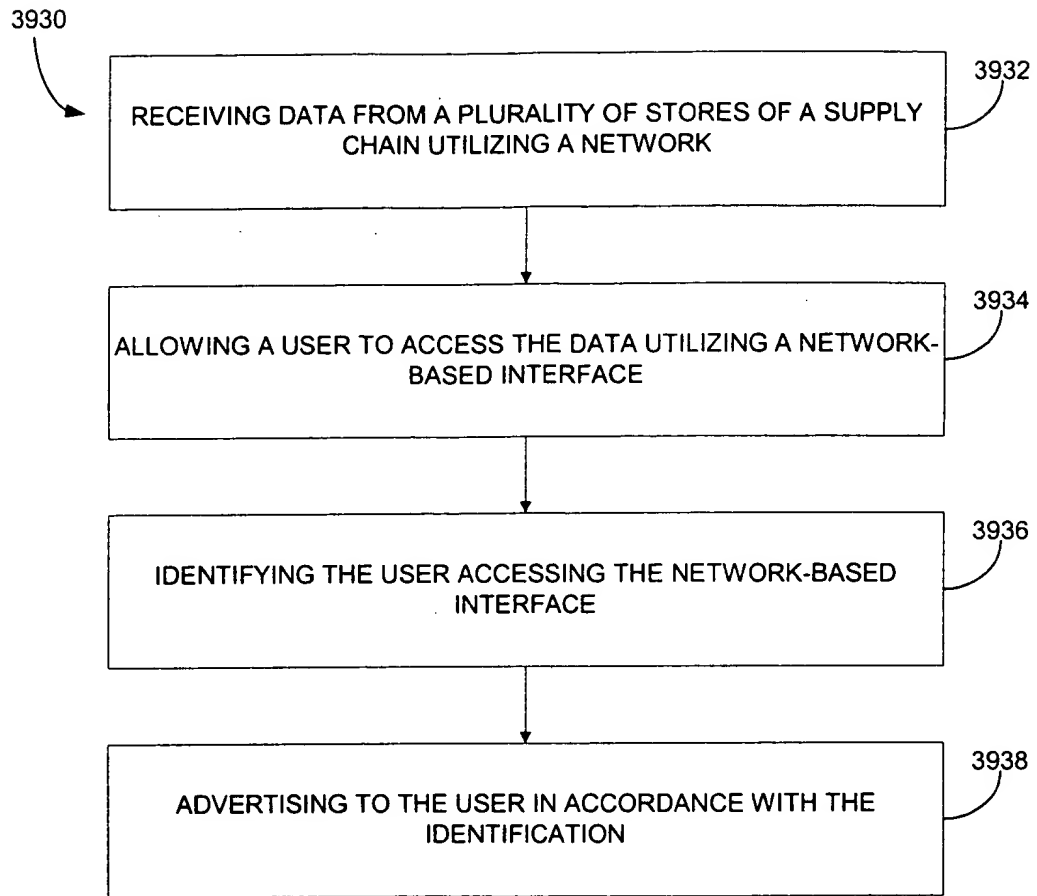 3930
3932
RECEIVING DATA FROM A PLURALITY OF STORES OF A SUPPLY
CHAIN UTILIZING A NETWORK
3934
ALLOWING A USER TO ACCESS THE DATA UTILIZING A NETWORK-
BASED INTERFACE
3936
IDENTIFYING THE USER ACCESSING THE NETWORK-BASED
INTERFACE
3938
ADVERTISING TO THE USER IN ACCORDANCE WITH THE
IDENTIFICATION